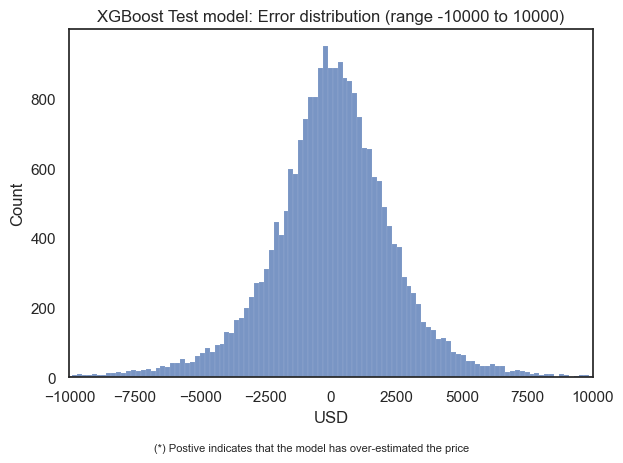 XGBoost Test model: Error distribution (range -10000 to 10000)
800
600
400
200
0
Count
−10000 −7500 −5000 −2500 0 2500 5000 7500 10000
USD
(*) Postive indicates that the model has over-estimated the price